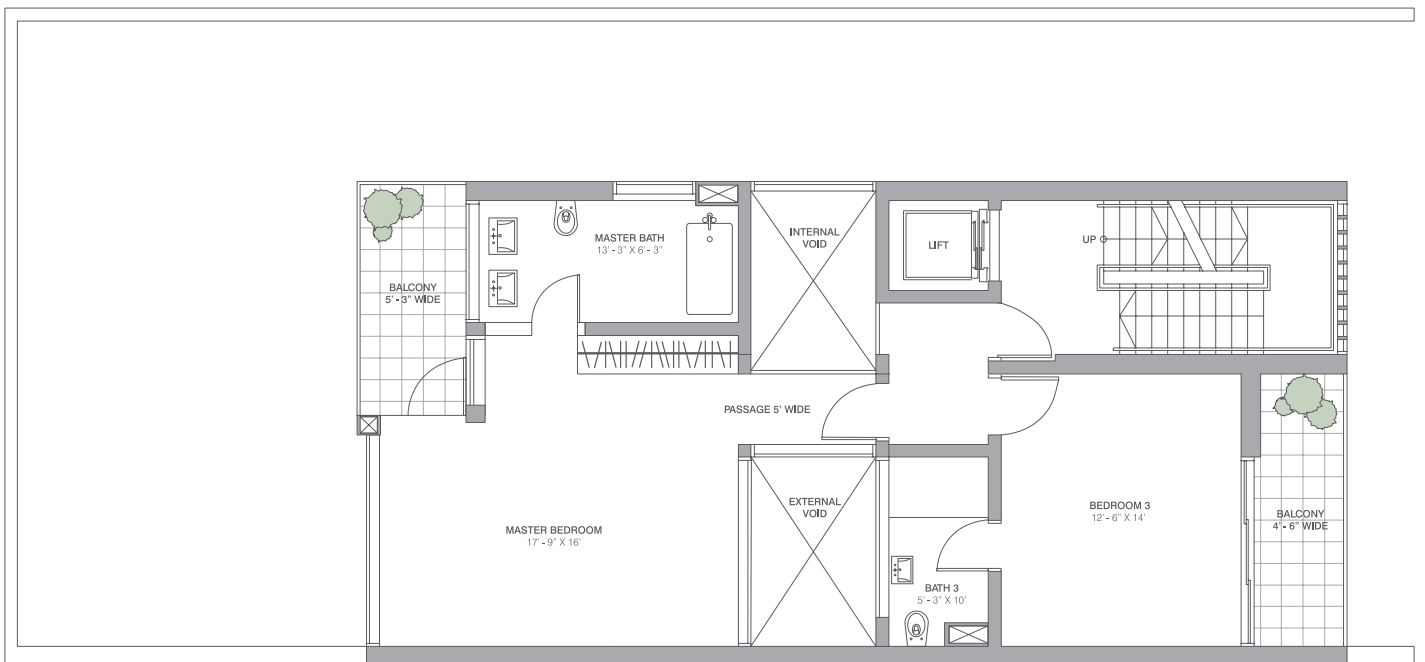 MASTER BATH
13' - 3" X 6' - 3"
INTERNAL
VOID
LIFT
UP
BALCONY
5' - 3" WIDE
PASSAGE 5' WIDE
MASTER BEDROOM
17' - 9" X 16'
EXTERNAL
VOID
BATH 3
5' - 3" X 10'
BEDROOM 3
12' - 6" X 14'
BALCONY
4' - 6" WIDE